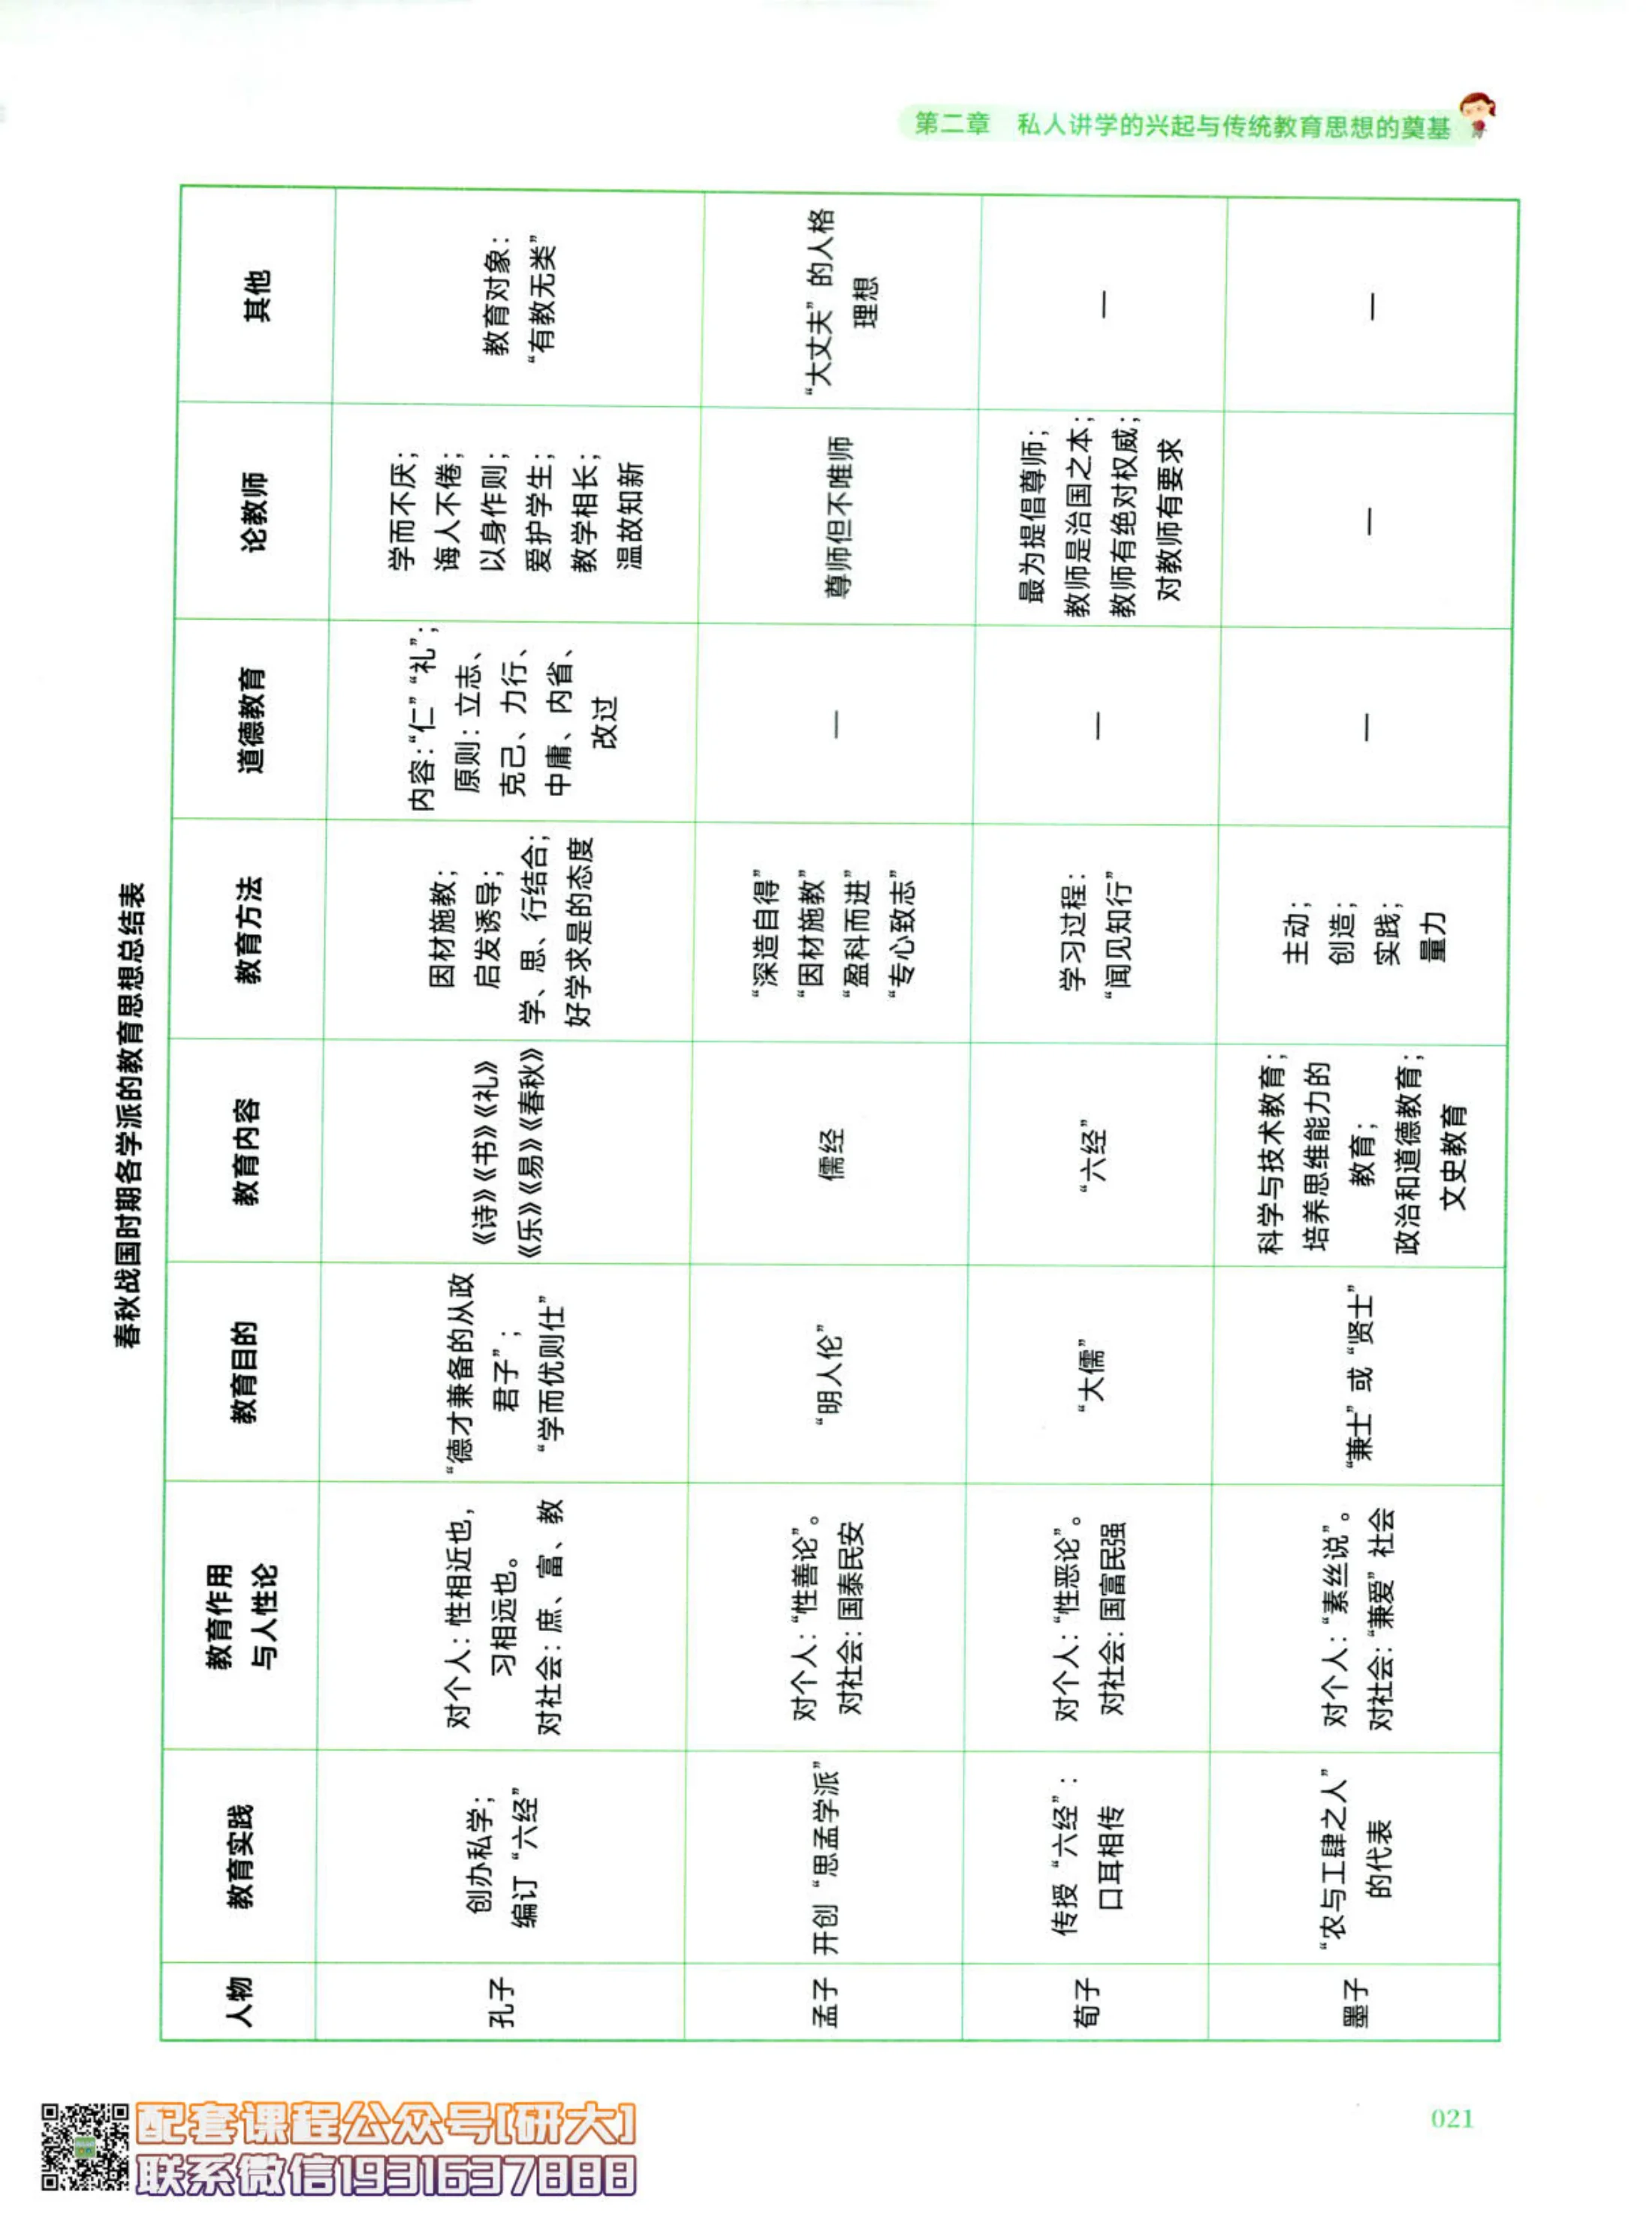 第二章 私人讲学的兴起与传统教育思想的奠基
春秋战国时期各学派的教育思想总结表
人物
教育实践
教育作用
与人性论
教育目的
教育内容
教育方法
道德教育
论教师
其他
孔子
创办私学；
编订“六经”
对个人：性相近也，
习相远也。
对社会：庶、富、教
“德才兼备的从政
君子”；
“学而优则仕”
《诗》《书》《礼》
《乐》《易》《春秋》
因材施教；
启发诱导；
学、思、行结合；
好学求是的态度
内容：“仁”“礼”；
原则：立志、
克己、力行、
中庸、内省、
改过
学而不厌；
诲人不倦；
以身作则；
爱护学生；
教学相长；
温故知新
教育对象：
“有教无类”
孟子
开创“思孟学派”
对个人：“性善论”。
对社会：国泰民安
“明人伦”
儒经
“深造自得”
“因材施教”
“盈科而进”
“专心致志”
—
尊师但不唯师
“大丈夫”的人格
理想
荀子
传授“六经”：
口耳相传
对个人：“性恶论”。
对社会：国富民强
“大儒”
“六经”
学习过程：
“闻见知行”
—
最为提倡尊师；
教师是治国之本；
教师有绝对权威；
对教师有要求
—
墨子
“农与工肆之人”
的代表
对个人：“素丝说”。
对社会：“兼爱”社会
“兼士”或“贤士”
科学与技术教育；
培养思维能力的
教育；
政治和道德教育；
文史教育
主动；
创造；
实践；
量力
—
—
—
配套课程公众号[研大]
联系微信1931637888
021